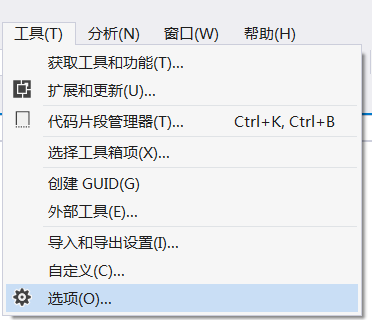 工具(T) 分析(N) 窗口(W) 帮助(H)
获取工具和功能(T)...
扩展和更新(U)...
代码片段管理器(T)... Ctrl+K, Ctrl+B
选择工具箱项(X)...
创建 GUID(G)
外部工具(E)...
导入和导出设置(I)...
自定义(C)...
选项(O)...